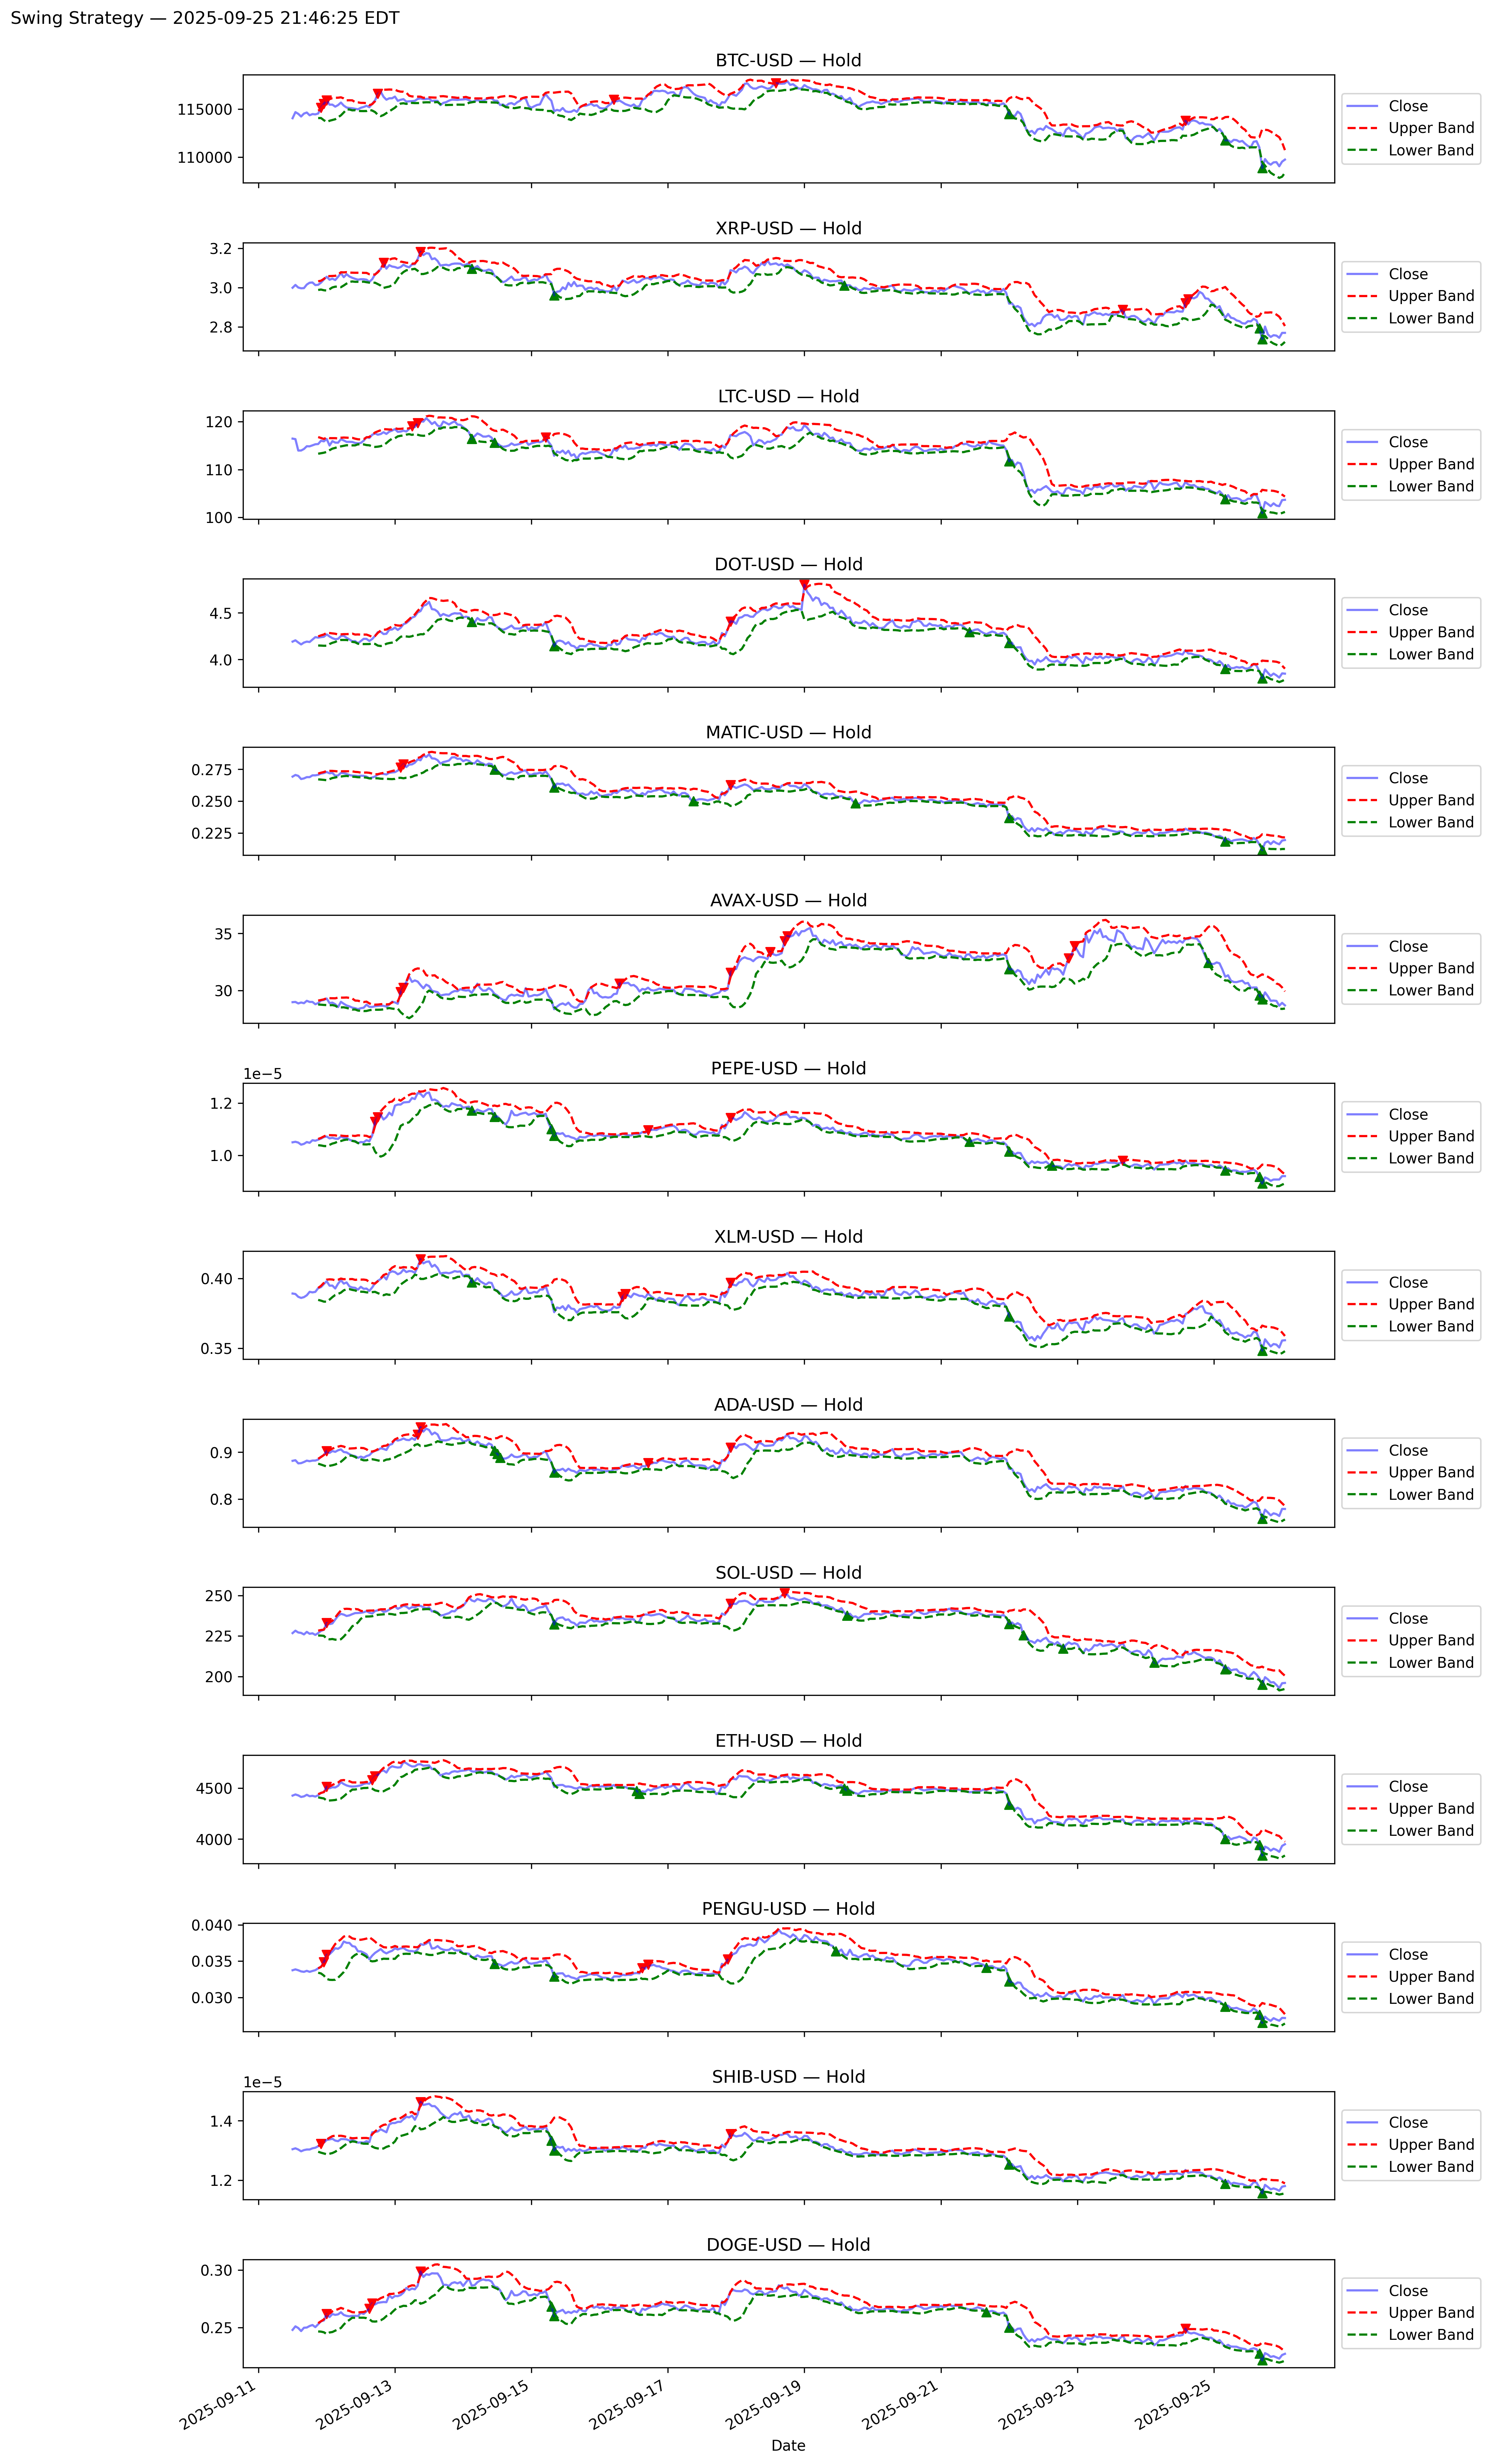 Swing Strategy — 2025-09-25 21:46:25 EDT
BTC-USD — Hold
115000
110000
Close
Upper Band
Lower Band
XRP-USD — Hold
3.2
3.0
2.8
Close
Upper Band
Lower Band
LTC-USD — Hold
120
110
100
Close
Upper Band
Lower Band
DOT-USD — Hold
4.5
4.0
Close
Upper Band
Lower Band
MATIC-USD — Hold
0.275
0.250
0.225
Close
Upper Band
Lower Band
AVAX-USD — Hold
35
30
Close
Upper Band
Lower Band
PEPE-USD — Hold
1e−5
1.2
1.0
Close
Upper Band
Lower Band
XLM-USD — Hold
0.40
0.35
Close
Upper Band
Lower Band
ADA-USD — Hold
0.9
0.8
Close
Upper Band
Lower Band
SOL-USD — Hold
250
225
200
Close
Upper Band
Lower Band
ETH-USD — Hold
4500
4000
Close
Upper Band
Lower Band
PENGU-USD — Hold
0.040
0.035
0.030
Close
Upper Band
Lower Band
SHIB-USD — Hold
1e−5
1.4
1.2
Close
Upper Band
Lower Band
DOGE-USD — Hold
0.30
0.25
Close
Upper Band
Lower Band
2025-09-11
2025-09-13
2025-09-15
2025-09-17
2025-09-19
2025-09-21
2025-09-23
2025-09-25
Date